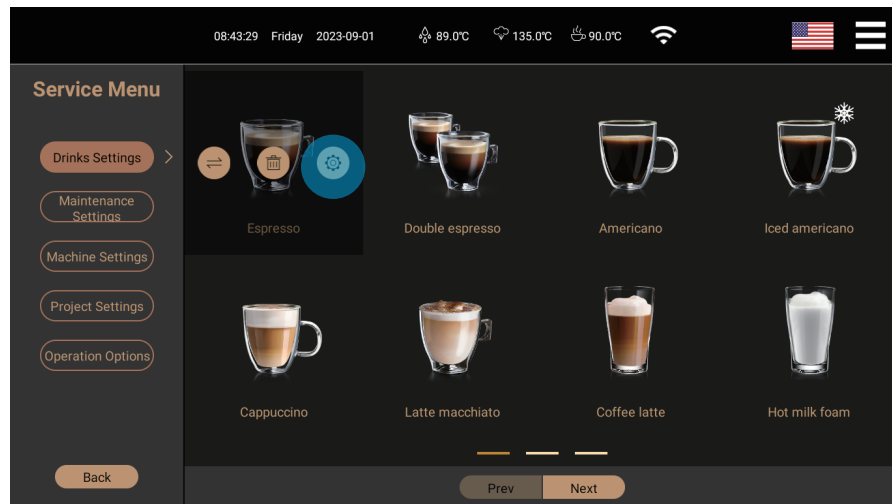 08:43:29 Friday 2023-09-01 89.0℃ 135.0℃ 90.0℃
Service Menu
Drinks Settings
Maintenance
Settings
Machine Settings
Project Settings
Operation Options
Back
Espresso
Double espresso
Americano
Iced americano
Cappuccino
Latte macchiato
Coffee latte
Hot milk foam
Prev
Next